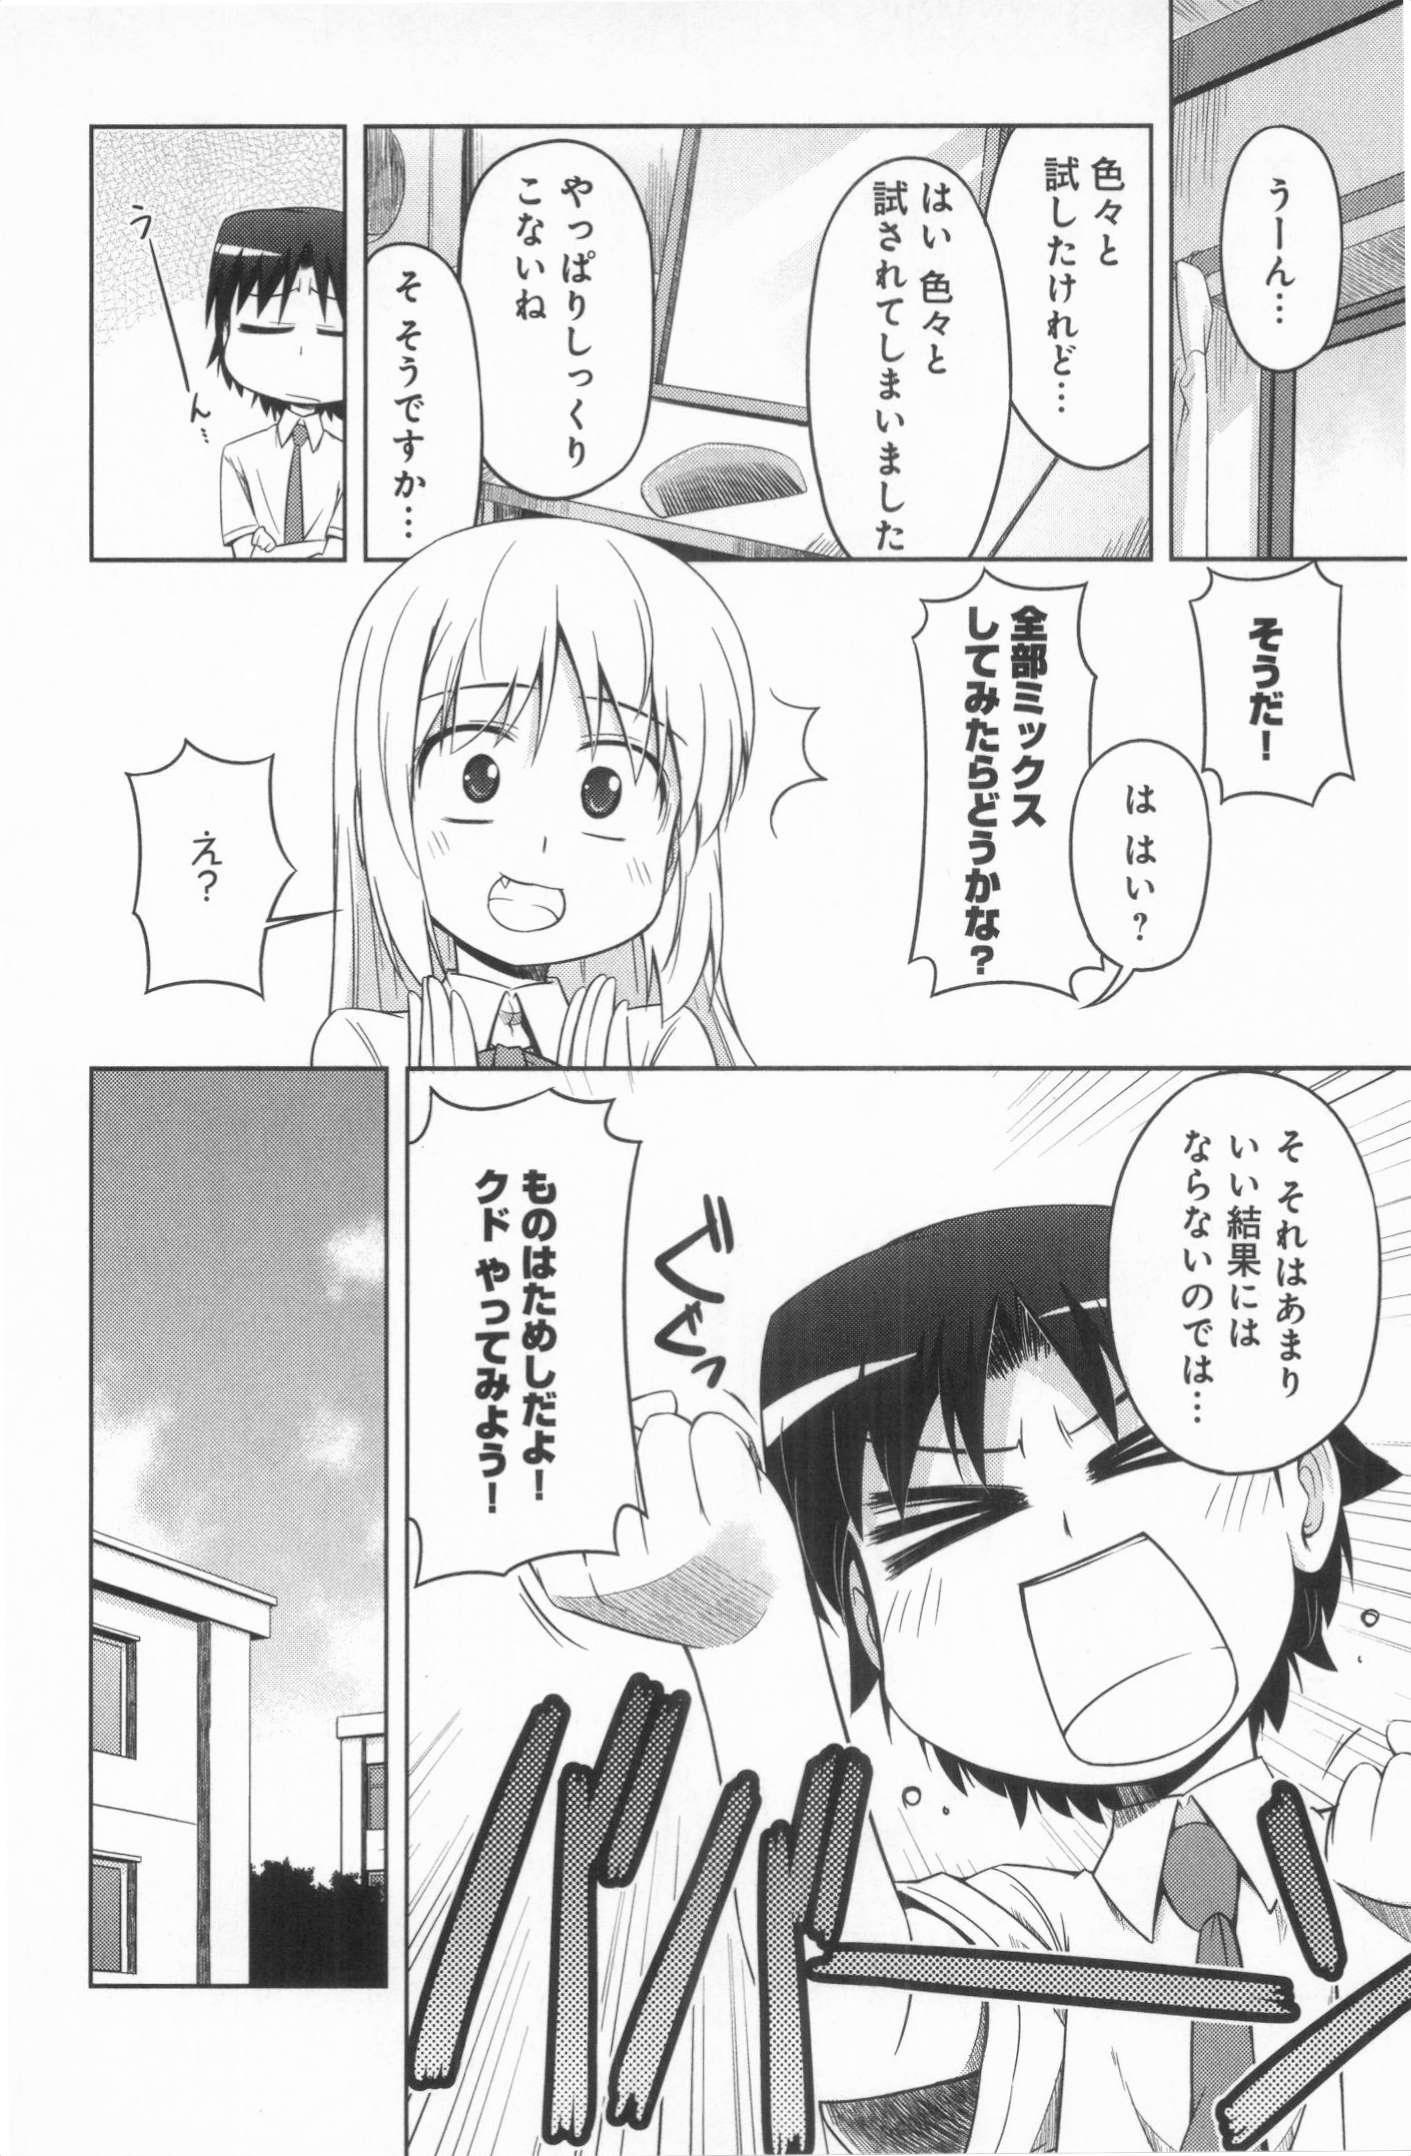 うーん…
色々と
試したけれど…
はい 色々と
試されてしまいました
やっぱりしっくり
こないね
そ そうですか…
う
ん…
そうだ！
は はい？
全部ミックス
してみたらどうかな？
え？
そ それはあまり
いい結果には
ならないのでは…
ものはためしだよ！
クド やってみよう！
ぐぐっ